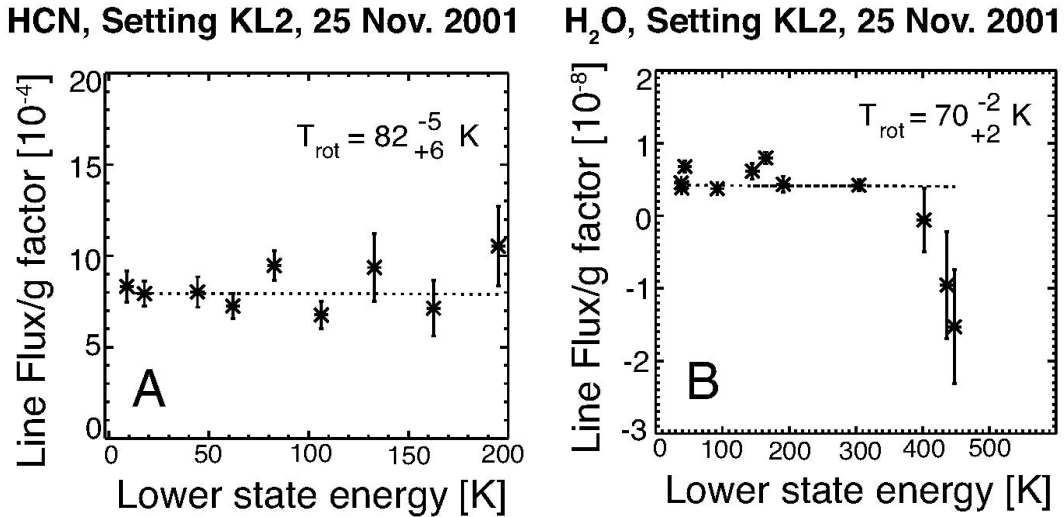 HCN, Setting KL2, 25 Nov. 2001
Line Flux/g factor [10⁻⁴]
20
15
10
5
0
T_rot = 82 ⁻⁵₊₆ K
A
0 50 100 150 200
Lower state energy [K]
H₂O, Setting KL2, 25 Nov. 2001
Line Flux/g factor [10⁻⁸]
2
1
0
-1
-2
-3
T_rot = 70 ⁻²₊₂ K
B
0 100 200 300 400 500
Lower state energy [K]